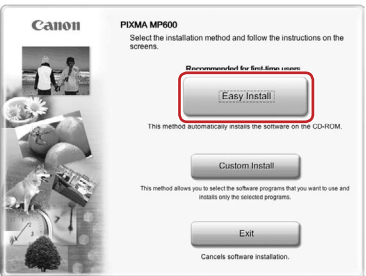 Canon
PIXMA MP600
Select the installation method and follow the instructions on the
screens.
Recommended for first-time users
Easy Install
This method automatically installs the software on the CD-ROM.
Custom Install
This method allows you to select the software programs that you want to use and
installs only the selected programs.
Exit
Cancels software installation.